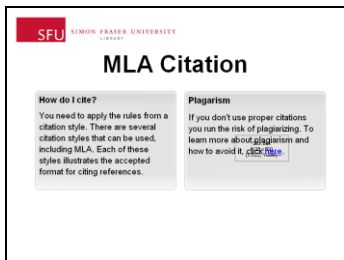 SFU
SIMON FRASER UNIVERSITY
LIBRARY
MLA Citation
How do I cite?
You need to apply the rules from a
citation style. There are several
citation styles that can be used,
including MLA. Each of these
styles illustrates the accepted
format for citing references.
Plagarism
If you don't use proper citations
you run the risk of plagiarizing. To
learn more about plagiarism and
how to avoid it, click here.